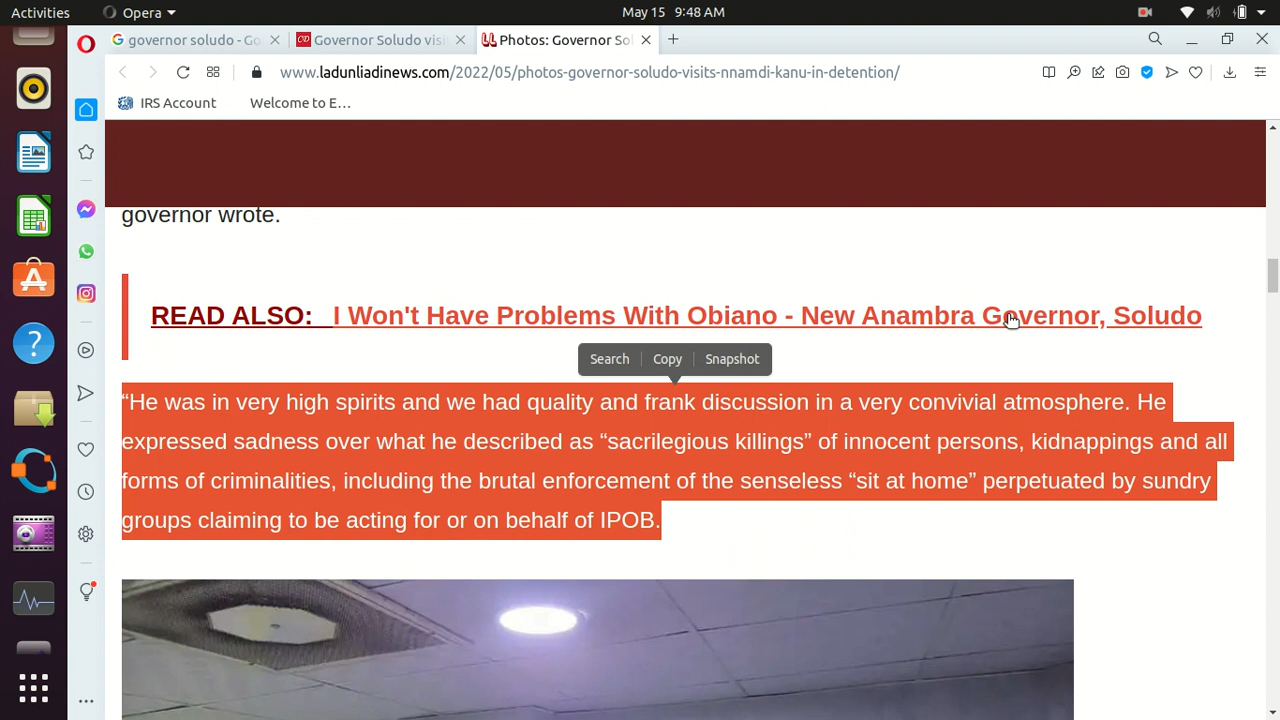 Activities
Opera
May 15 9:48 AM
governor soludo - Go
Governor Soludo visi
Photos: Governor Sol
www.ladunliadinews.com/2022/05/photos-governor-soludo-visits-nnamdi-kanu-in-detention/
IRS Account
Welcome to E…
governor wrote.
READ ALSO: I Won't Have Problems With Obiano - New Anambra Governor, Soludo
Search
Copy
Snapshot
“He was in very high spirits and we had quality and frank discussion in a very convivial atmosphere. He
expressed sadness over what he described as “sacrilegious killings” of innocent persons, kidnappings and all
forms of criminalities, including the brutal enforcement of the senseless “sit at home” perpetuated by sundry
groups claiming to be acting for or on behalf of IPOB.